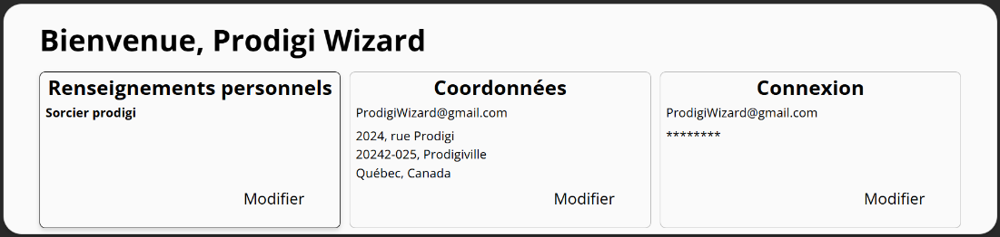 Bienvenue, Prodigi Wizard
Renseignements personnels
Sorcier prodigi
Modifier
Coordonnées
ProdigiWizard@gmail.com
2024, rue Prodigi
20242-025, Prodigiville
Québec, Canada
Modifier
Connexion
ProdigiWizard@gmail.com
********
Modifier